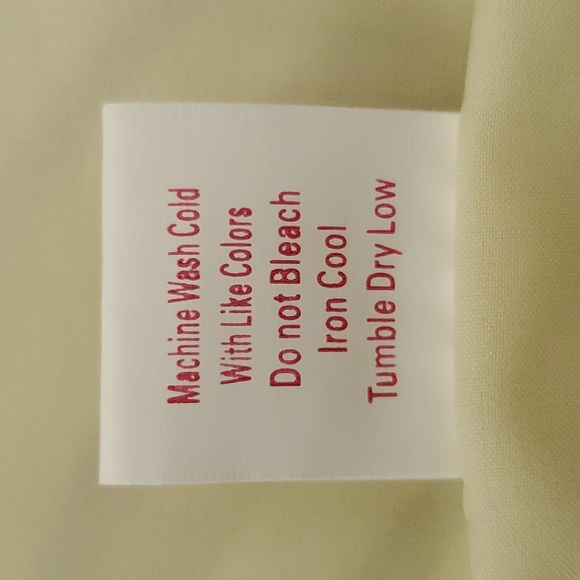 Machine Wash Cold
With Like Colors
Do not Bleach
Iron Cool
Tumble Dry Low